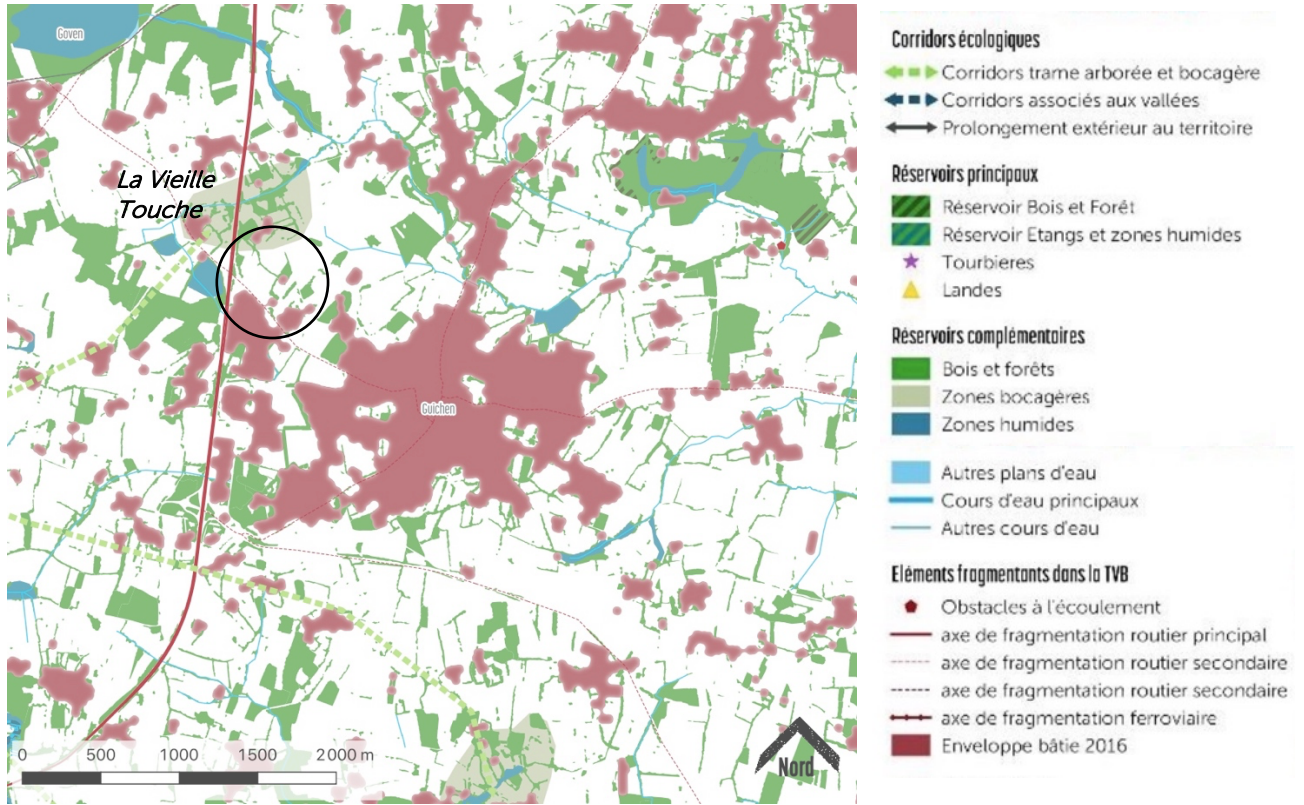 Goven
La Vieille
Touche
Guichen
0 500 1000 1500 2000 m
Nord
Corridors écologiques
Corridors trame arborée et bocagère
Corridors associés aux vallées
Prolongement extérieur au territoire
Réservoirs principaux
Réservoir Bois et Forêt
Réservoir Etangs et zones humides
Tourbieres
Landes
Réservoirs complémentaires
Bois et forêts
Zones bocagères
Zones humides
Autres plans d'eau
Cours d'eau principaux
Autres cours d'eau
Eléments fragmentants dans la TVB
Obstacles à l'écoulement
axe de fragmentation routier principal
axe de fragmentation routier secondaire
axe de fragmentation routier secondaire
axe de fragmentation ferroviaire
Enveloppe bâtie 2016